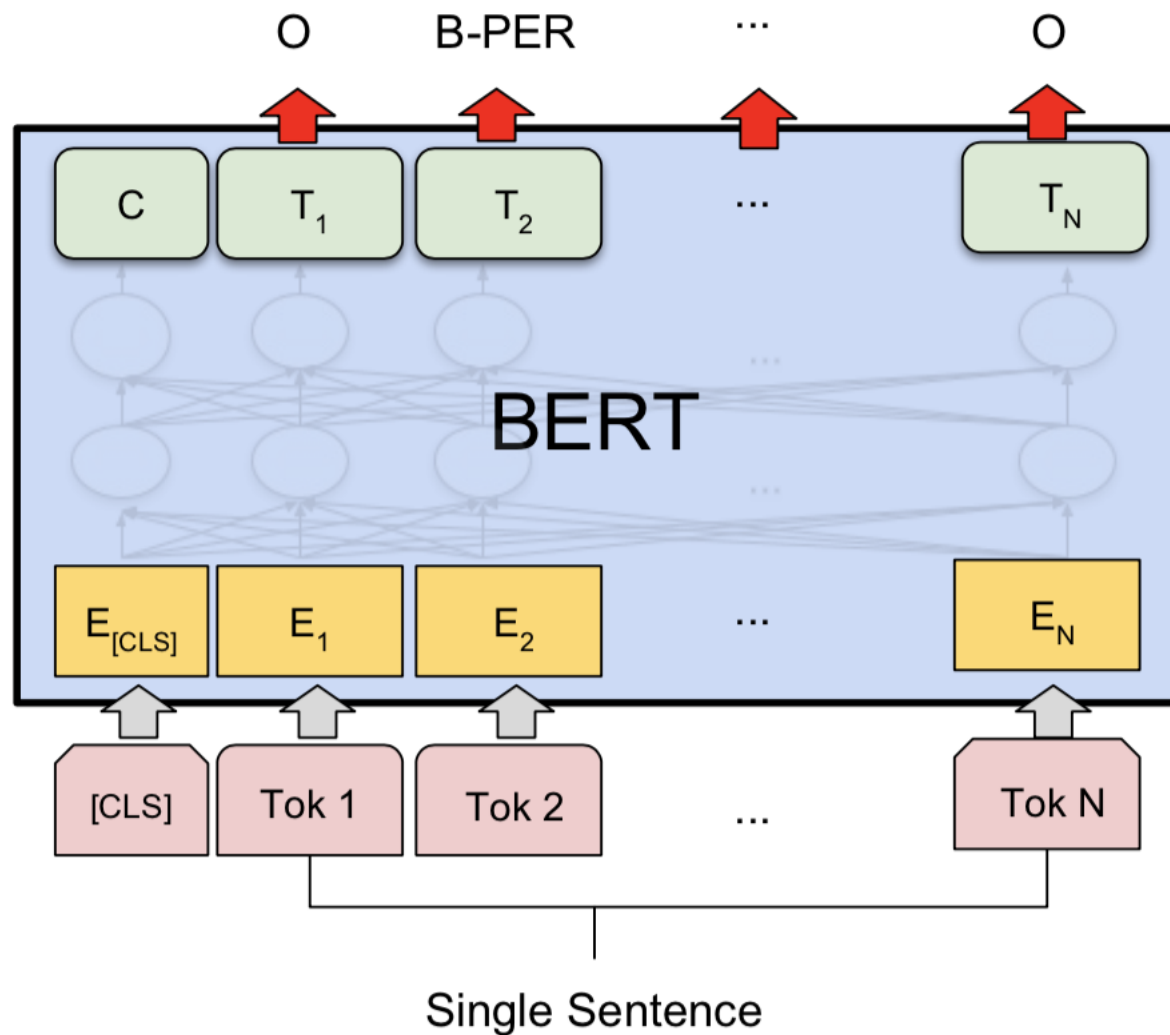 O B-PER ... O
C T1 T2 ... TN
...
BERT
...
E[CLS] E1 E2 ... EN
[CLS] Tok 1 Tok 2 ... Tok N
Single Sentence